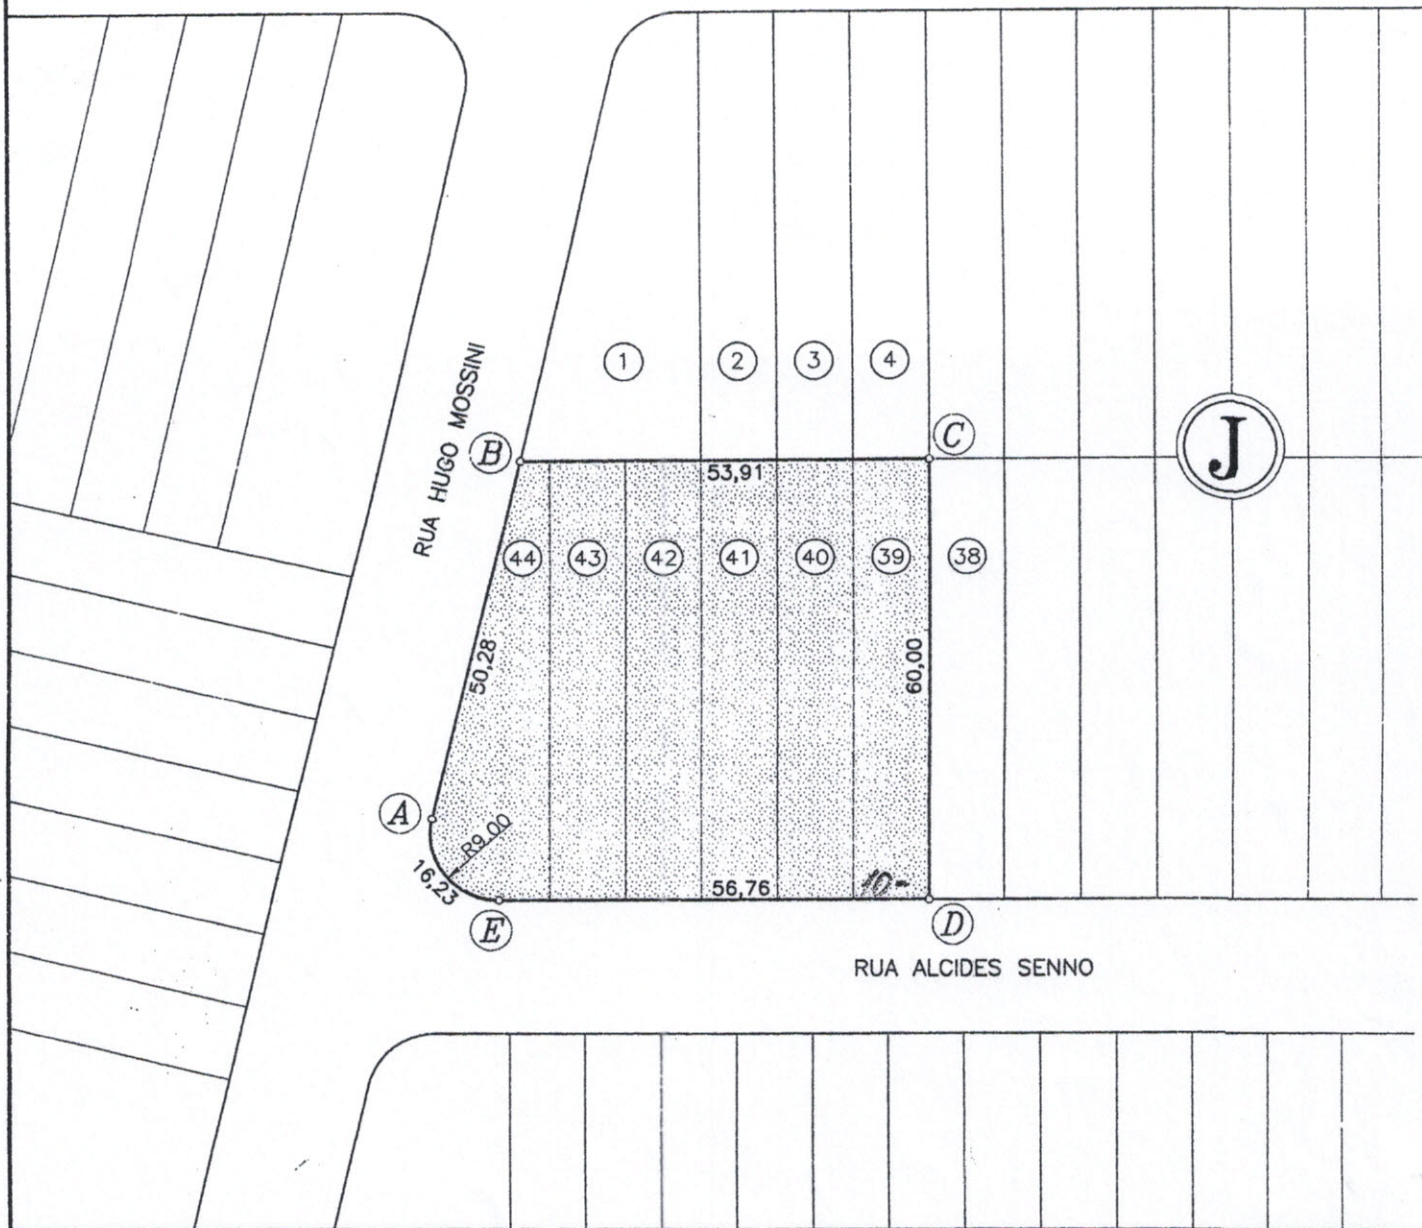 1 2 3 4
RUA HUGO MOSSINI
B
C
J
53,91
44 43 42 41 40 39 38
50,28
60,00
A
R9,00
16,23
56,76
10-
E
D
RUA ALCIDES SENNO